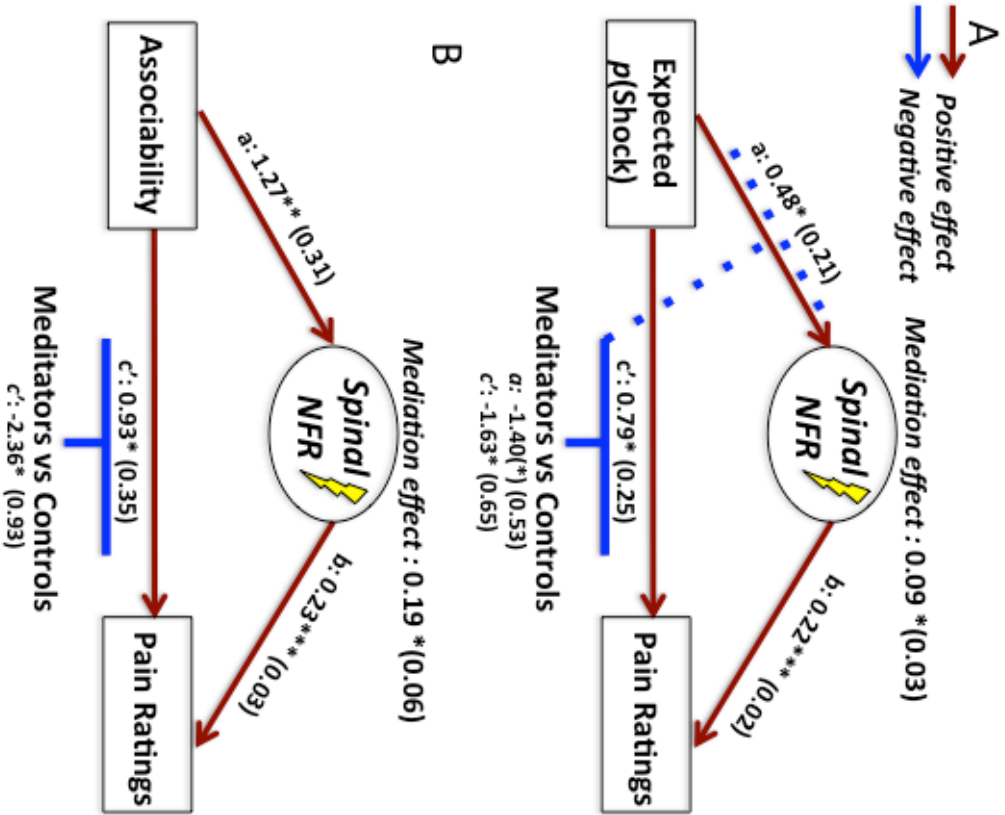 A
Positive effect
Negative effect
Mediation effect : 0.09 *(0.03)
Expected
p(Shock)
a: 0.48* (0.21)
Spinal
NFR
b: 0.22*** (0.02)
c’: 0.79* (0.25)
Pain Ratings
Meditators vs Controls
a: -1.40(*) (0.53)
c’: -1.63* (0.65)
B
Mediation effect : 0.19 *(0.06)
Associability
a: 1.27** (0.31)
Spinal
NFR
b: 0.23*** (0.03)
c’: 0.93* (0.35)
Pain Ratings
Meditators vs Controls
c’: -2.36* (0.93)